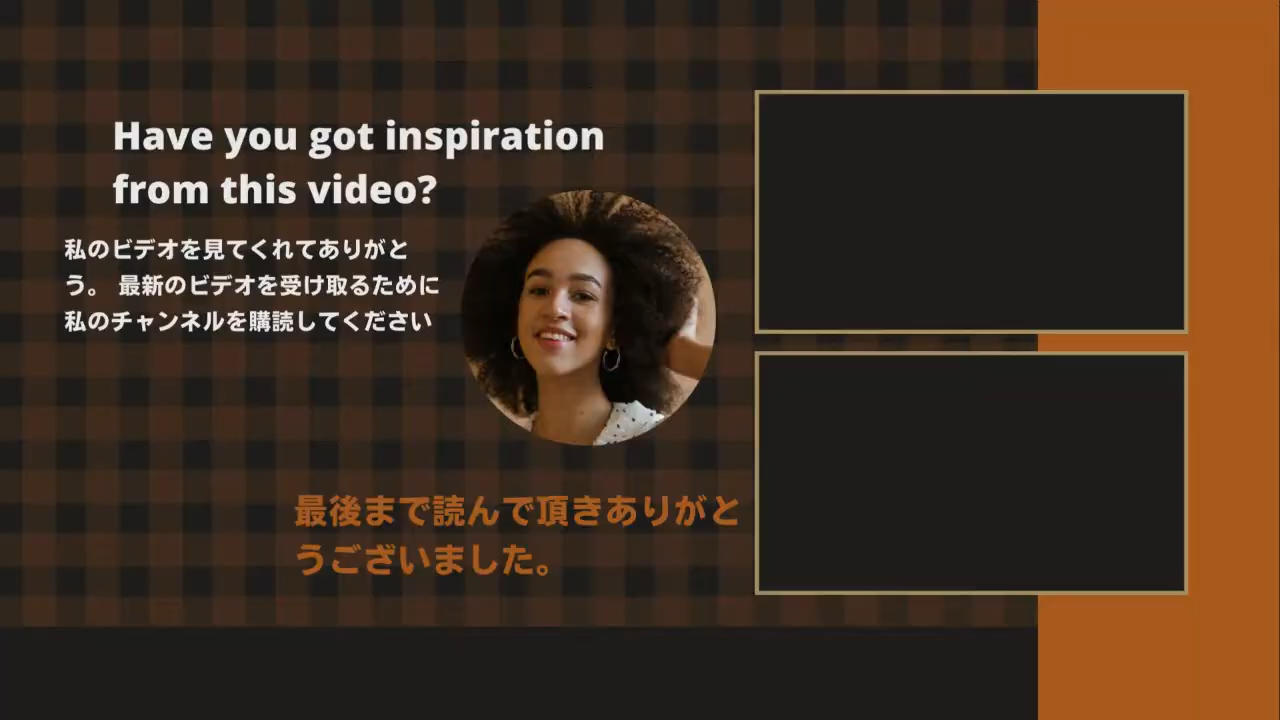 Have you got inspiration
from this video?
私のビデオを見てくれてありがと
う。 最新のビデオを受け取るために
私のチャンネルを購読してください
最後まで読んで頂きありがと
うございました。